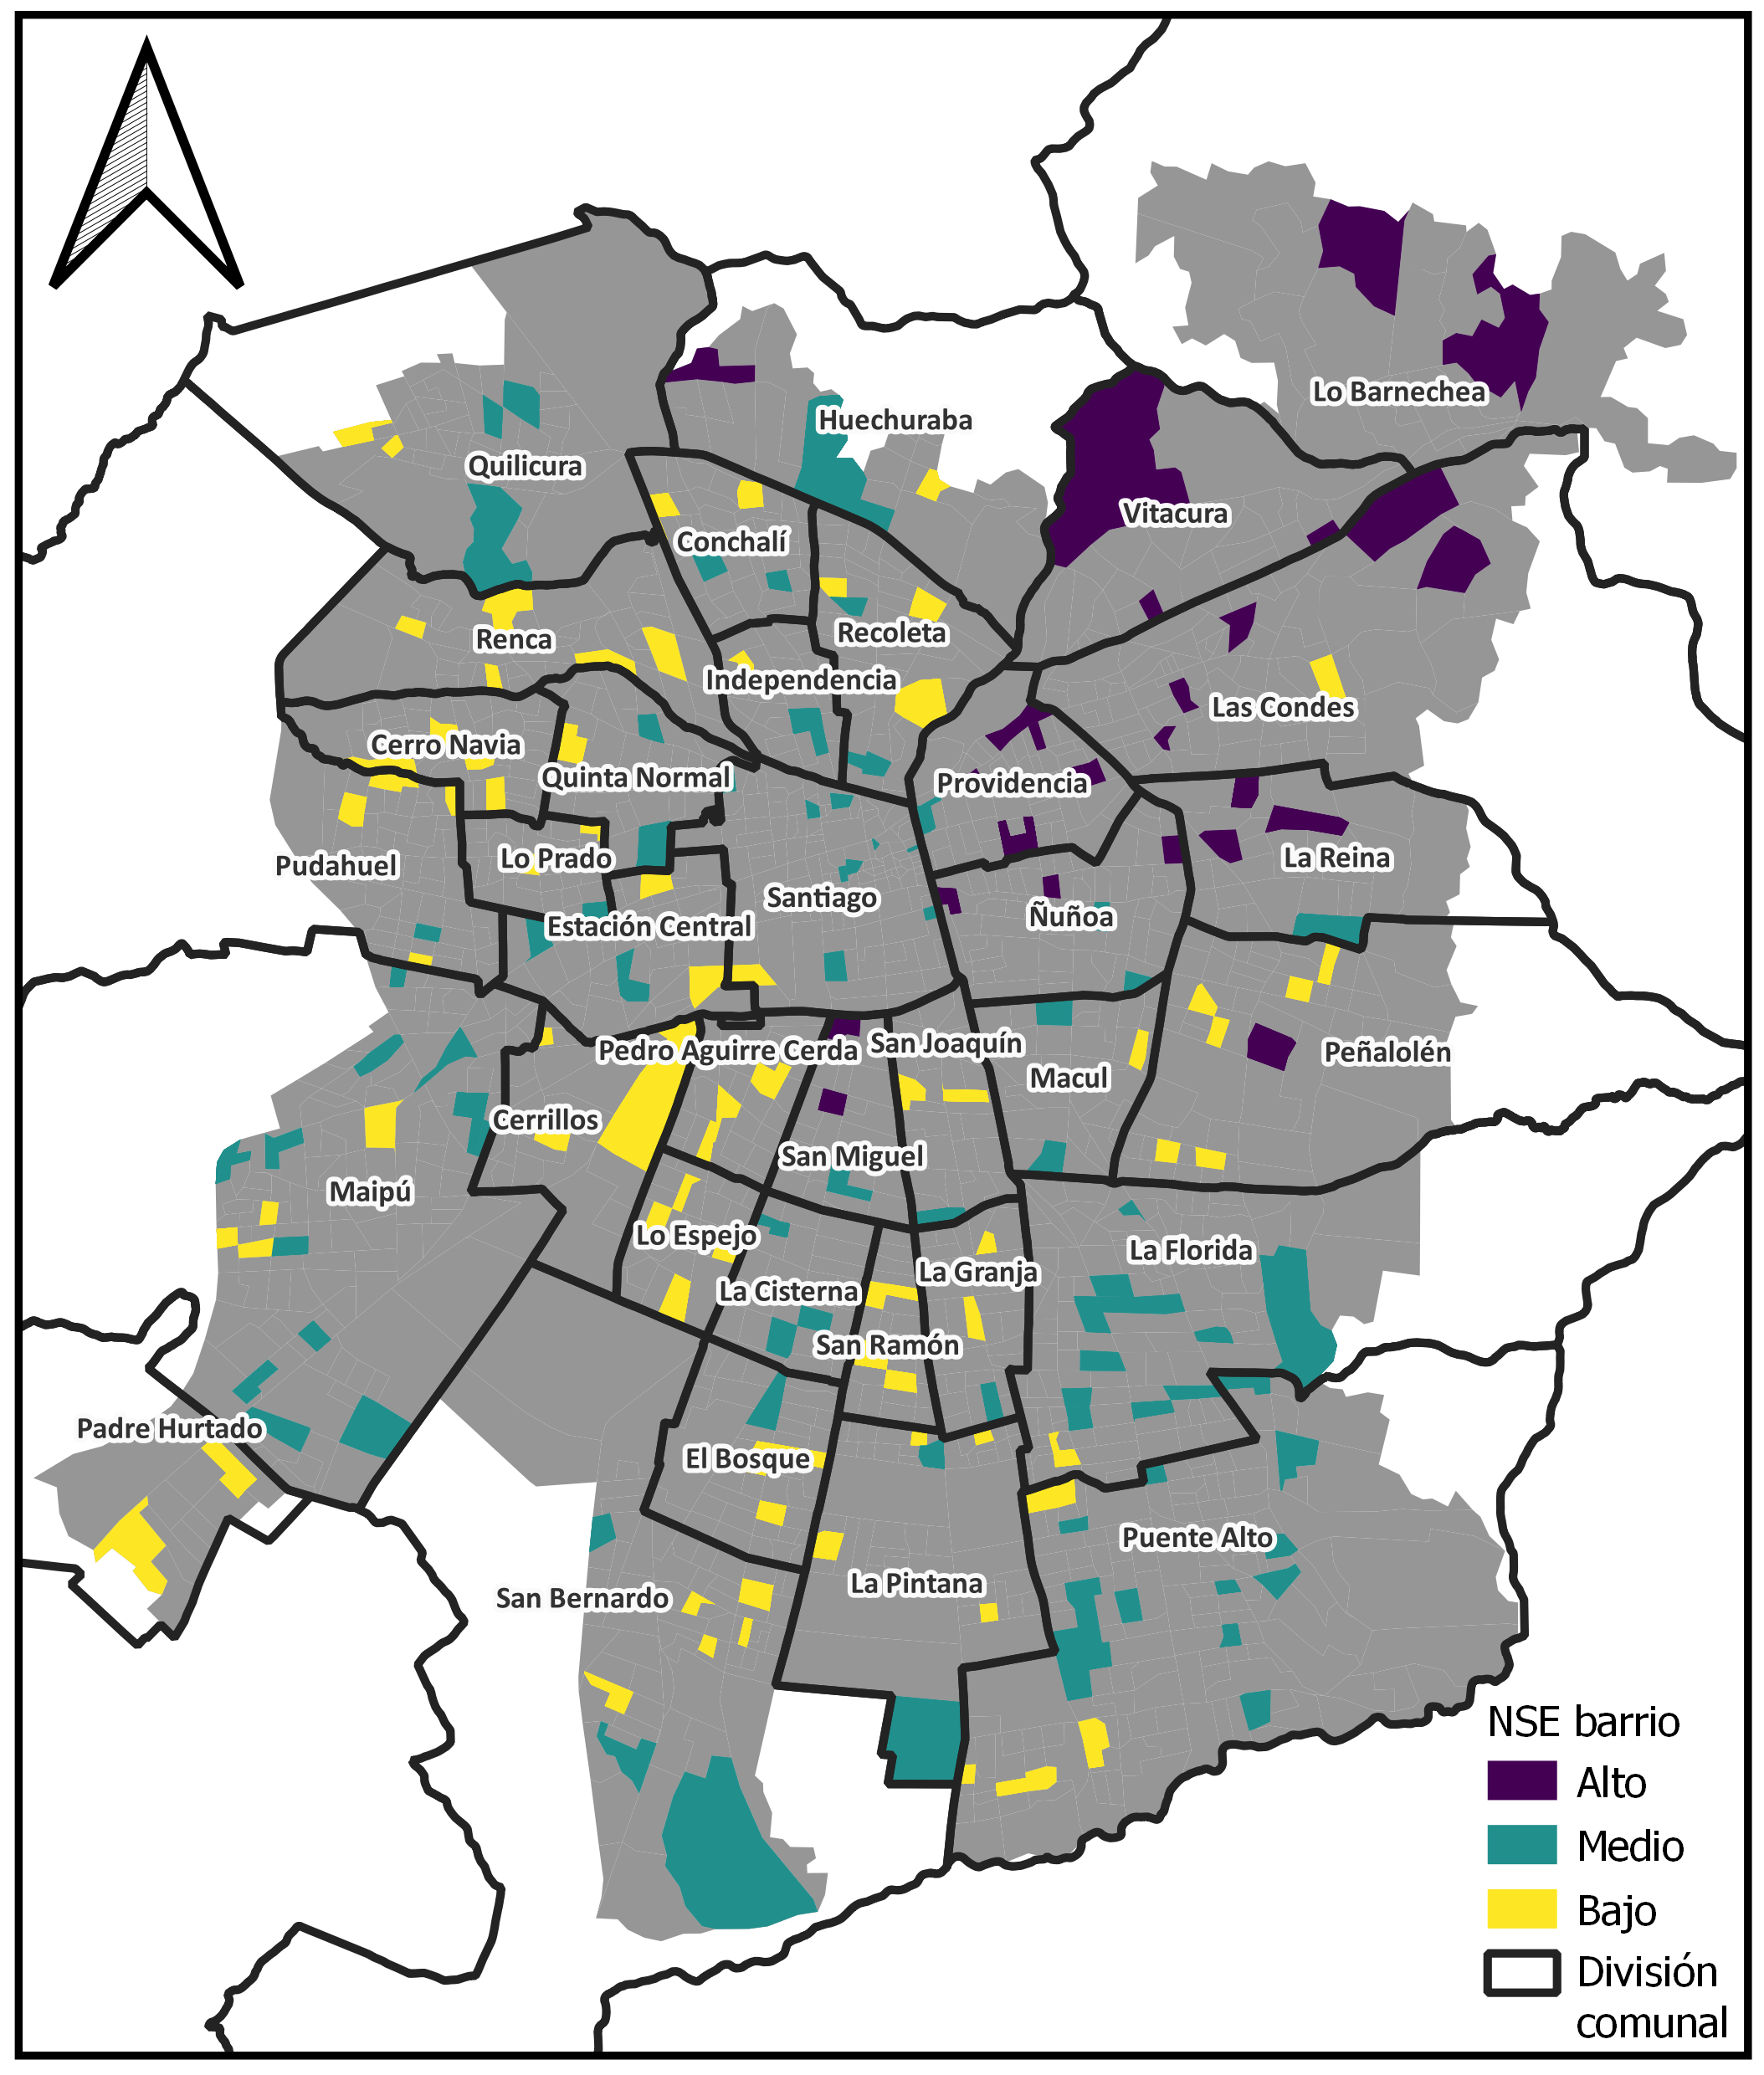 Lo Barnechea
Huechuraba
Quilicura
Vitacura
Conchalí
Recoleta
Renca
Independencia
Las Condes
Cerro Navia
Quinta Normal
Providencia
Lo Prado
La Reina
Pudahuel
Santiago
Ñuñoa
Estación Central
Pedro Aguirre Cerda
San Joaquín
Peñalolén
Macul
Cerrillos
San Miguel
Maipú
Lo Espejo
La Florida
La Granja
La Cisterna
San Ramón
Padre Hurtado
El Bosque
Puente Alto
La Pintana
San Bernardo
NSE barrio
Alto
Medio
Bajo
División
comunal